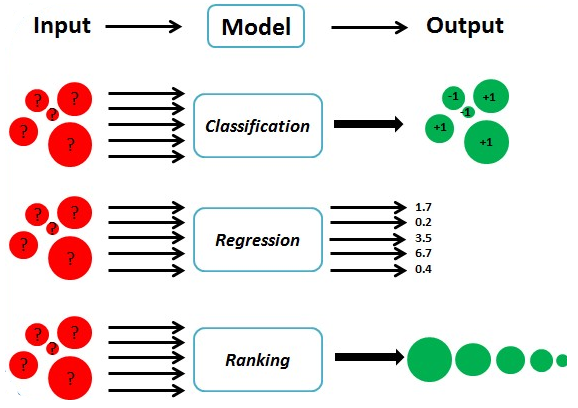 Input Model Output
? ? ? ? ?
Classification
-1 +1 -1 +1 +1
? ? ? ? ?
Regression
1.7
0.2
3.5
6.7
0.4
? ? ? ? ?
Ranking